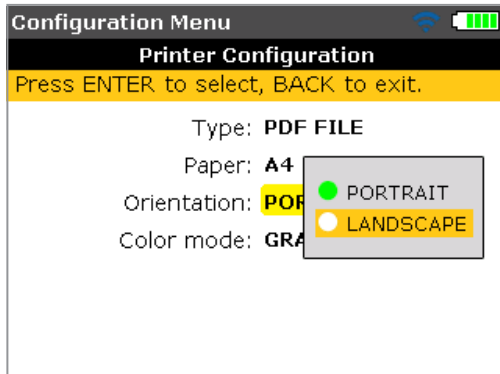 Configuration Menu
Printer Configuration
Press ENTER to select, BACK to exit.
Type: PDF FILE
Paper: A4
Orientation: POR
PORTRAIT
LANDSCAPE
Color mode: GRA